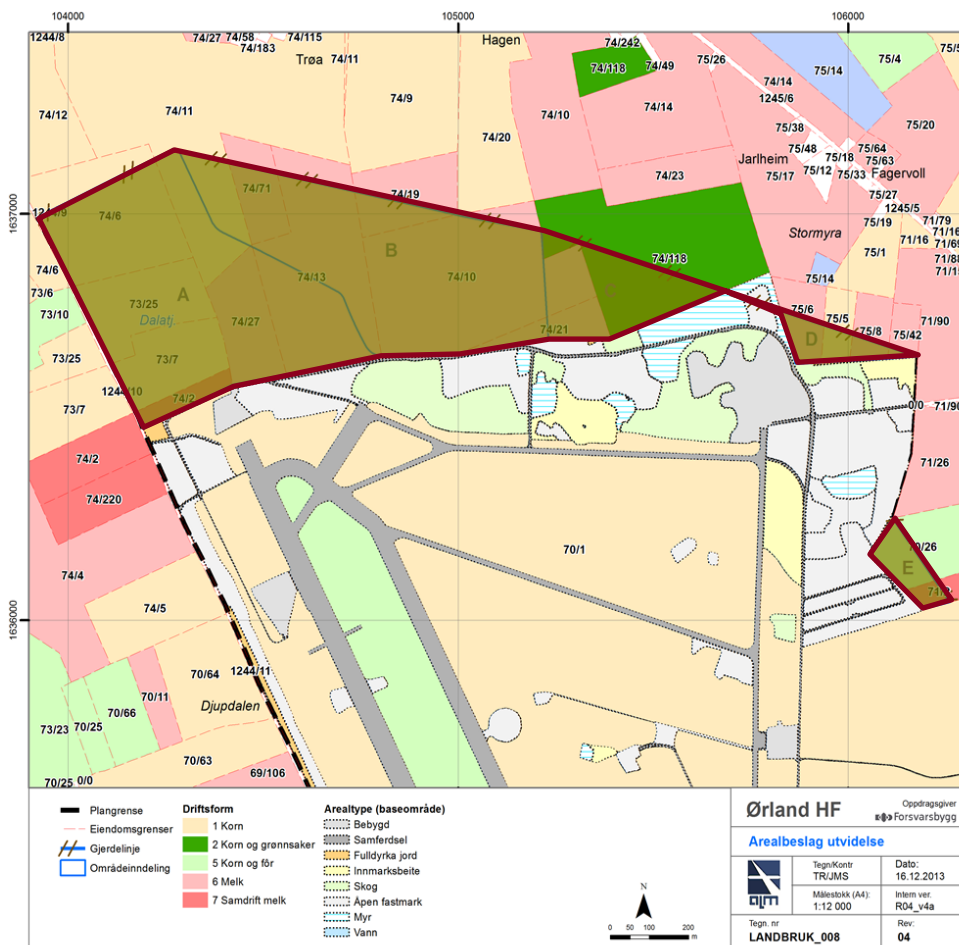 104000 105000 106000
1244/8 74/27 74/58 74/115 Hagen 74/242
74/183 74/49 75/26 75/4
Trøa 74/11 74/118 75/14
74/9 74/14 74/14
1245/6
74/12 74/11 74/10 75/20
74/20 75/38
75/48 75/64
Jarlheim 75/18 75/63
75/12 Fagervoll
74/23 75/17 75/33
74/71 74/19 75/27
1637000 74/6 1245/5 71/79
75/19
Stormyra 71/16
B 71/16 71/69
74/118 75/1 71/88
74/6 74/13 74/10
73/6 A 75/14
73/25 C
73/10 Dalatj. 75/6 75/5
74/27 74/21 75/8 71/90
73/25 73/7 D 75/42
1244/10
74/2
73/7 0/0 71/90
74/2 71/26
74/220
70/1
E
74/4
74/5
1636000
70/64 1244/11
70/11
Djupdalen
73/23 70/25 70/66
70/63
70/25 0/0 69/106
Plangrense
Eiendomsgrenser
Gjerdelinje
Områdeinndeling
Driftsform
1 Korn
2 Korn og grønnsaker
5 Korn og fôr
6 Melk
7 Samdrift melk
Arealtype (baseområde)
Bebygd
Samferdsel
Fulldyrka jord
Innmarksbeite
Skog
Åpen fastmark
Myr
Vann
N
0 50 100 200
m
Ørland HF
Oppdragsgiver
Forsvarsbygg
Arealbeslag utvidelse
Tegn/Kontr
TR/JMS
Dato:
16.12.2013
Målestokk (A4):
1:12 000
Intern ver.
R04_v4a
Tegn. nr
LANDBRUK_008
Rev:
04